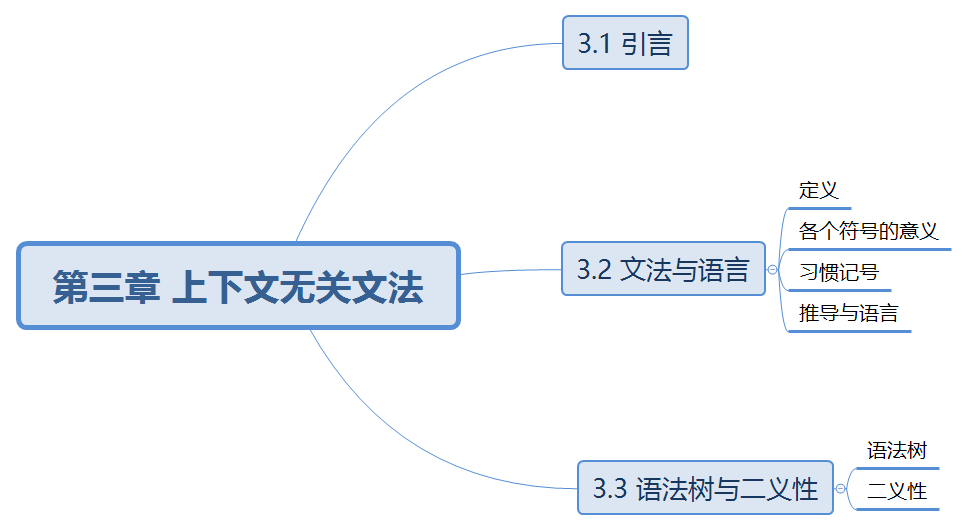 3.1 引言
第三章 上下文无关文法
3.2 文法与语言
定义
各个符号的意义
习惯记号
推导与语言
3.3 语法树与二义性
语法树
二义性